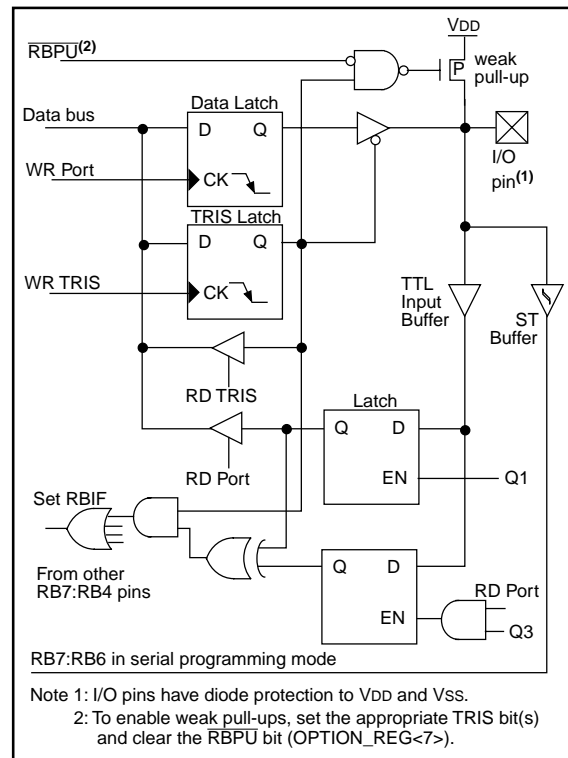 VDD
RBPU(2)
weak
pull-up
P
Data Latch
Data bus
D Q
I/O
pin(1)
WR Port
CK
TRIS Latch
D Q
TTL
Input
Buffer
WR TRIS
CK
ST
Buffer
RD TRIS
Latch
Q D
RD Port
EN
Q1
Set RBIF
From other
RB7:RB4 pins
Q D
RD Port
EN
Q3
RB7:RB6 in serial programming mode
Note 1: I/O pins have diode protection to VDD and VSS.
2: To enable weak pull-ups, set the appropriate TRIS bit(s)
and clear the RBPU bit (OPTION_REG<7>).